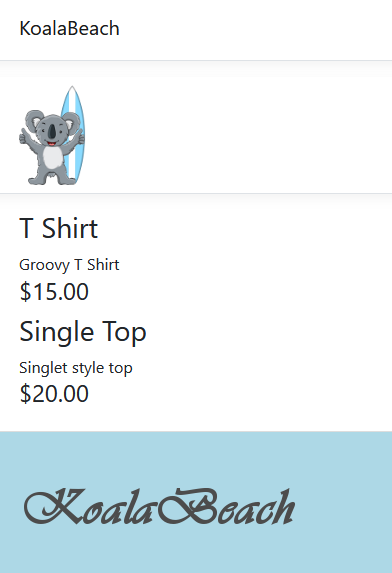 KoalaBeach
T Shirt
Groovy T Shirt
$15.00
Single Top
Singlet style top
$20.00
KoalaBeach